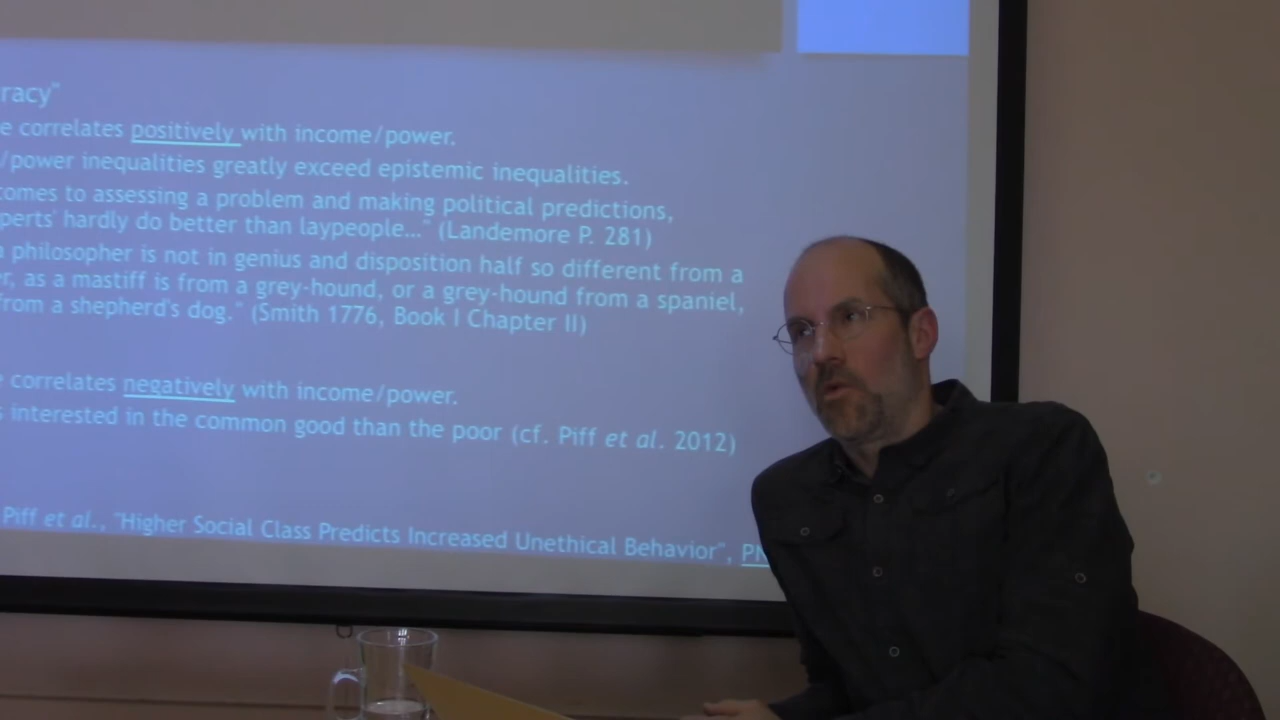 racy"
e correlates positively with income/power.
/power inequalities greatly exceed epistemic inequalities.
comes to assessing a problem and making political predictions,
perts' hardly do better than laypeople..." (Landemore P. 281)
a philosopher is not in genius and disposition half so different from a
r, as a mastiff is from a grey-hound, or a grey-hound from a spaniel,
from a shepherd's dog." (Smith 1776, Book I Chapter II)
e correlates negatively with income/power.
s interested in the common good than the poor (cf. Piff et al. 2012)
Piff et al., "Higher Social Class Predicts Increased Unethical Behavior", PN